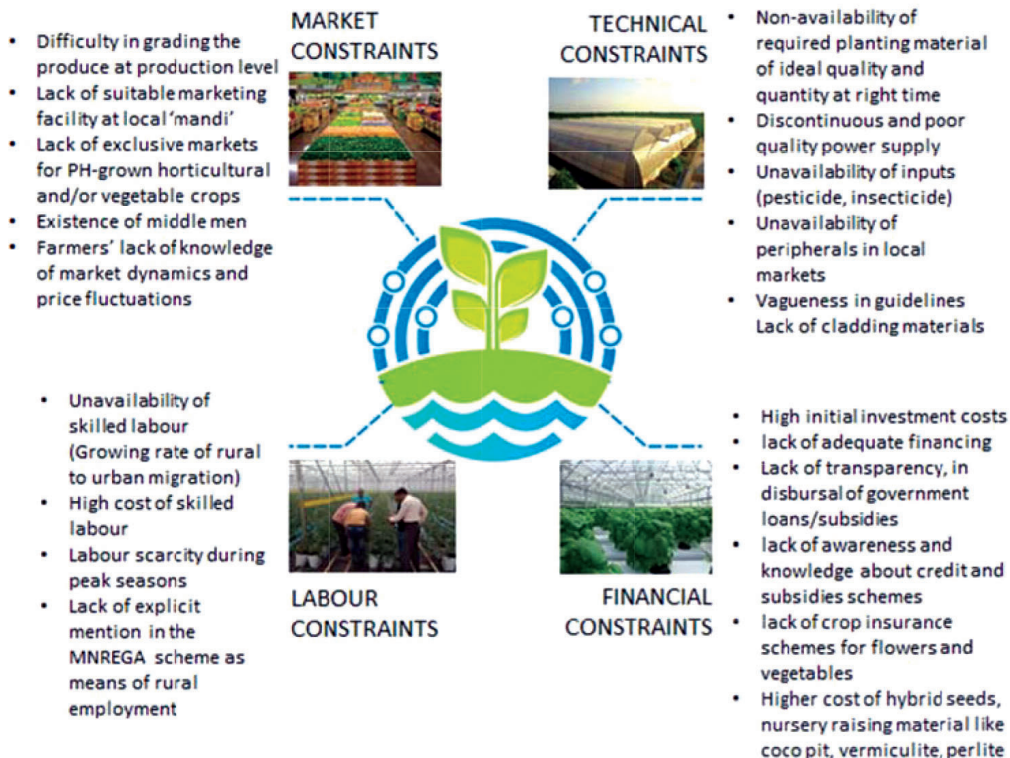 MARKET
CONSTRAINTS
• Difficulty in grading the
produce at production level
• Lack of suitable marketing
facility at local 'mandi'
• Lack of exclusive markets
for PH-grown horticultural
and/or vegetable crops
• Existence of middle men
• Farmers' lack of knowledge
of market dynamics and
price fluctuations
TECHNICAL
CONSTRAINTS
• Non-availability of
required planting material
of ideal quality and
quantity at right time
• Discontinuous and poor
quality power supply
• Unavailability of inputs
(pesticide, insecticide)
• Unavailability of
peripherals in local
markets
• Vagueness in guidelines
Lack of cladding materials
• Unavailability of
skilled labour
(Growing rate of rural
to urban migration)
• High cost of skilled
labour
• Labour scarcity during
peak seasons
• Lack of explicit
mention in the
MNREGA scheme as
means of rural
employment
LABOUR
CONSTRAINTS
FINANCIAL
CONSTRAINTS
• High initial investment costs
• lack of adequate financing
• Lack of transparency, in
disbursal of government
loans/subsidies
• lack of awareness and
knowledge about credit and
subsidies schemes
• lack of crop insurance
schemes for flowers and
vegetables
• Higher cost of hybrid seeds,
nursery raising material like
coco pit, vermiculite, perlite